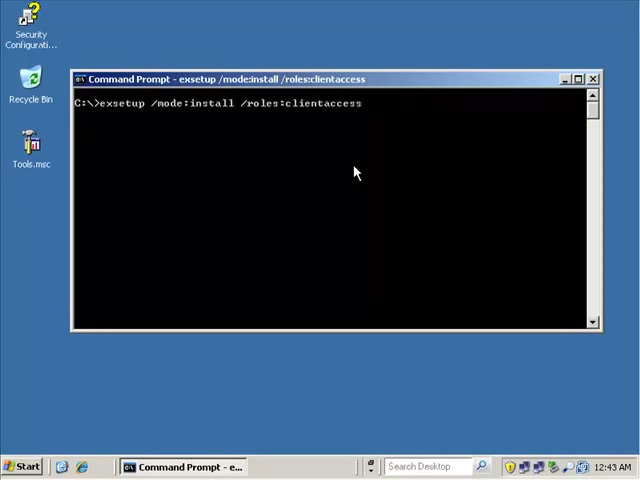 Security
Configurati...
Recycle Bin
Tools.msc
Command Prompt - exsetup /mode:install /roles:clientaccess
C:\>exsetup /mode:install /roles:clientaccess
Start
Command Prompt - e...
Search Desktop
12:43 AM